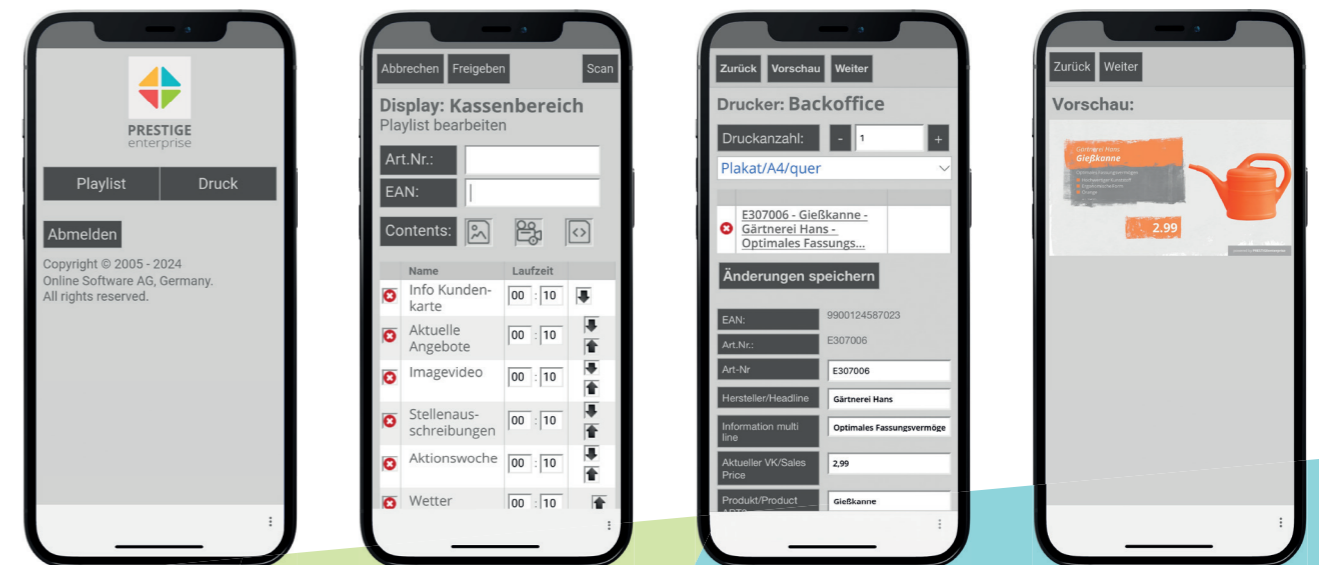 PRESTIGE
enterprise
Playlist
Druck
Abmelden
Copyright © 2005 - 2024
Online Software AG, Germany.
All rights reserved.
Abbrechen
Freigeben
Scan
Display: Kassenbereich
Playlist bearbeiten
Art.Nr.:
EAN:
Contents:
Name
Laufzeit
Info Kunden-
karte
00 : 10
Aktuelle
Angebote
00 : 10
Imagevideo
00 : 10
Stellenaus-
schreibungen
00 : 10
Aktionswoche
00 : 10
Wetter
00 : 10
Zurück
Vorschau
Weiter
Drucker: Backoffice
Druckanzahl:
-
1
+
Plakat/A4/quer
E307006 - Gießkanne -
Gärtnerei Hans -
Optimales Fassungs...
Änderungen speichern
EAN:
9900124587023
Art.Nr.:
E307006
Art-Nr
E307006
Hersteller/Headline
Gärtnerei Hans
Information multi
line
Optimales Fassungsvermöge
Aktueller VK/Sales
Price
2,99
Produkt/Product
Gießkanne
Zurück
Weiter
Vorschau:
Gärtnerei Hans
Gießkanne
2.99